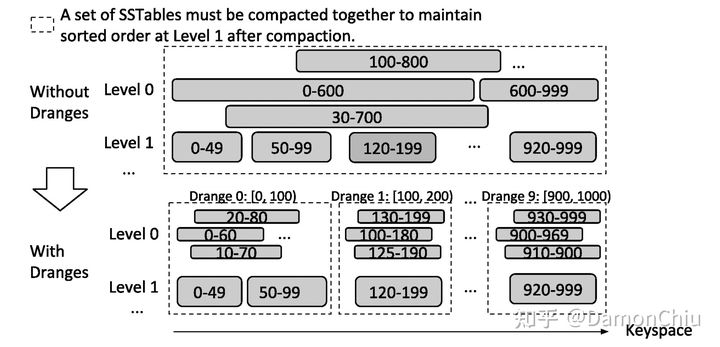 A set of SSTables must be compacted together to maintain
sorted order at Level 1 after compaction.
100-800 ...
Without Dranges
Level 0 0-600 600-999
30-700
Level 1 0-49 50-99 120-199 ... 920-999
...
Drange 0: [0, 100) Drange 1: [100, 200) ... Drange 9: [900, 1000)
With Dranges
20-80 130-199 930-999
Level 0 0-60 ... 100-180 ... 900-969
10-70 125-190 910-900
Level 1 0-49 50-99 120-199 ... 920-999
...
知乎 @DamonChiu
Keyspace